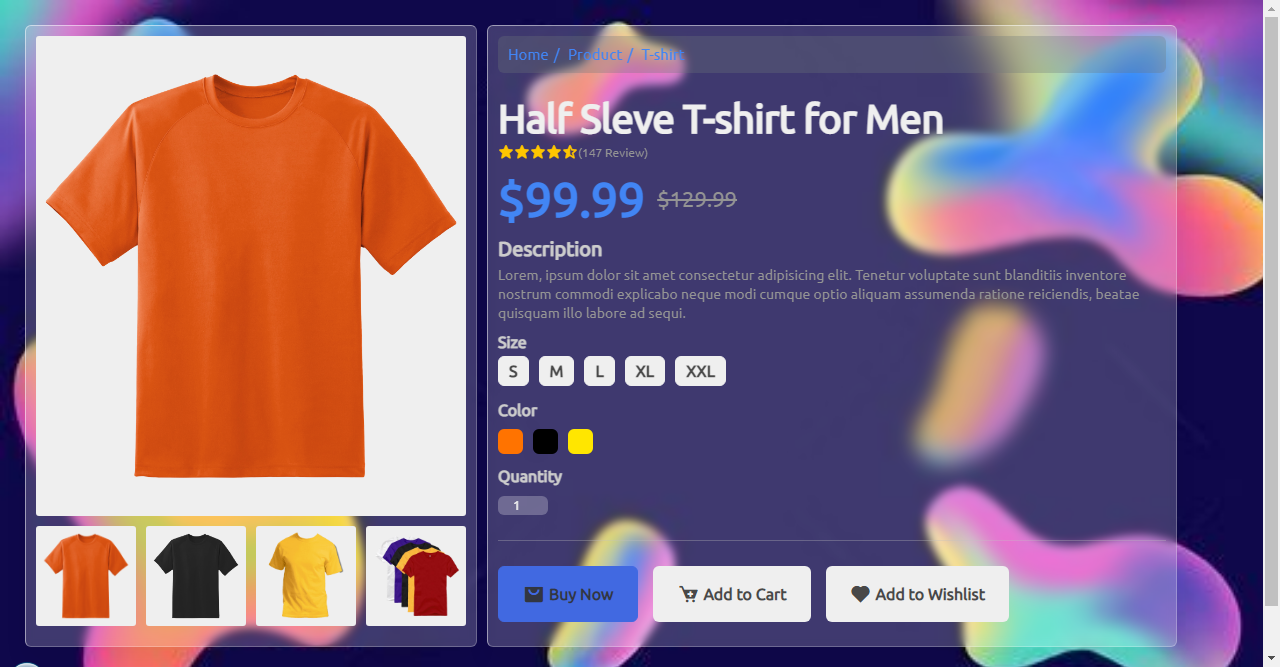 Home / Product / T-shirt
Half Sleve T-shirt for Men
(147 Review)
$99.99 $129.99
Description
Lorem, ipsum dolor sit amet consectetur adipisicing elit. Tenetur voluptate sunt blanditiis inventore
nostrum commodi explicabo neque modi cumque optio aliquam assumenda ratione reiciendis, beatae
quisquam illo labore ad sequi.
Size
S M L XL XXL
Color
Quantity
1
Buy Now Add to Cart Add to Wishlist